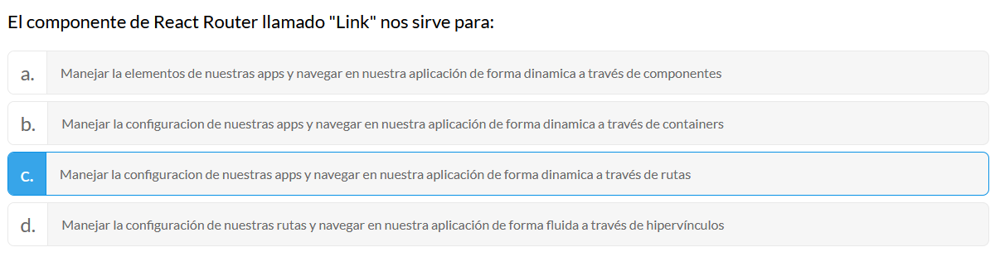 El componente de React Router llamado "Link" nos sirve para:
a. Manejar la elementos de nuestras apps y navegar en nuestra aplicación de forma dinamica a través de componentes
b. Manejar la configuracion de nuestras apps y navegar en nuestra aplicación de forma dinamica a través de containers
c. Manejar la configuracion de nuestras apps y navegar en nuestra aplicación de forma dinamica a través de rutas
d. Manejar la configuración de nuestras rutas y navegar en nuestra aplicación de forma fluida a través de hipervínculos